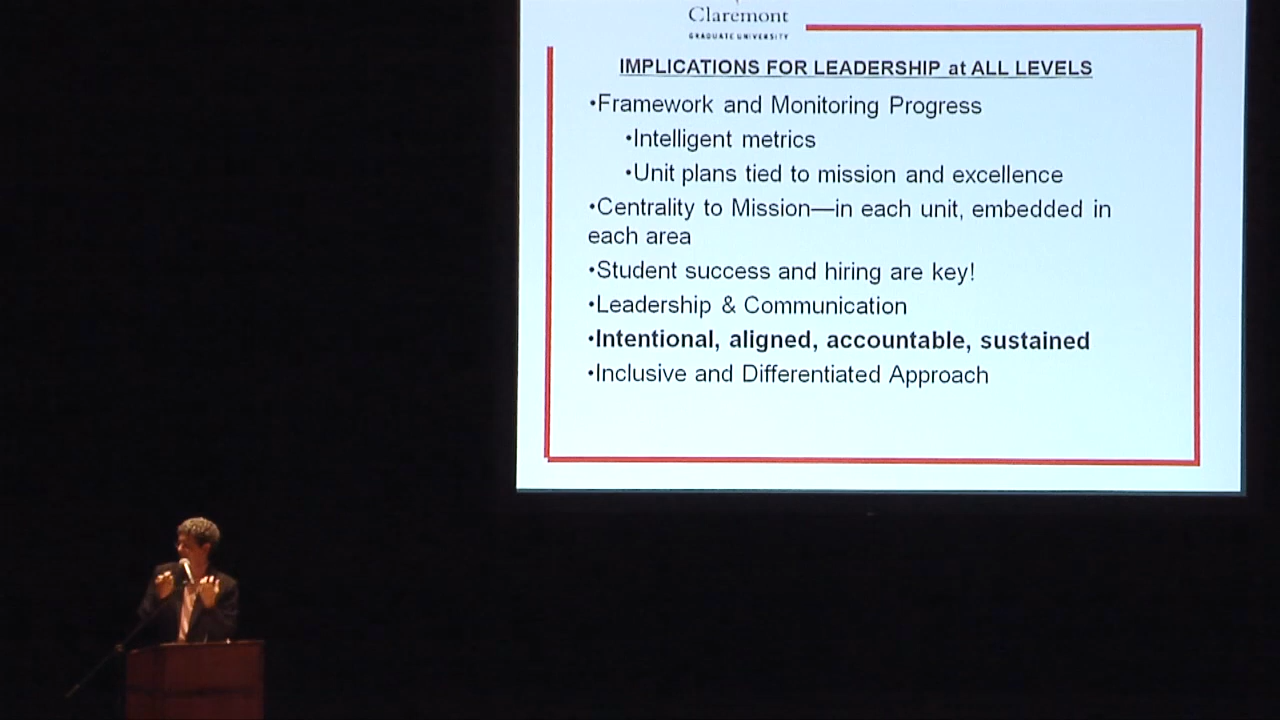 Claremont
GRADUATE UNIVERSITY
IMPLICATIONS FOR LEADERSHIP at ALL LEVELS
•Framework and Monitoring Progress
•Intelligent metrics
•Unit plans tied to mission and excellence
•Centrality to Mission—in each unit, embedded in
each area
•Student success and hiring are key!
•Leadership & Communication
•Intentional, aligned, accountable, sustained
•Inclusive and Differentiated Approach